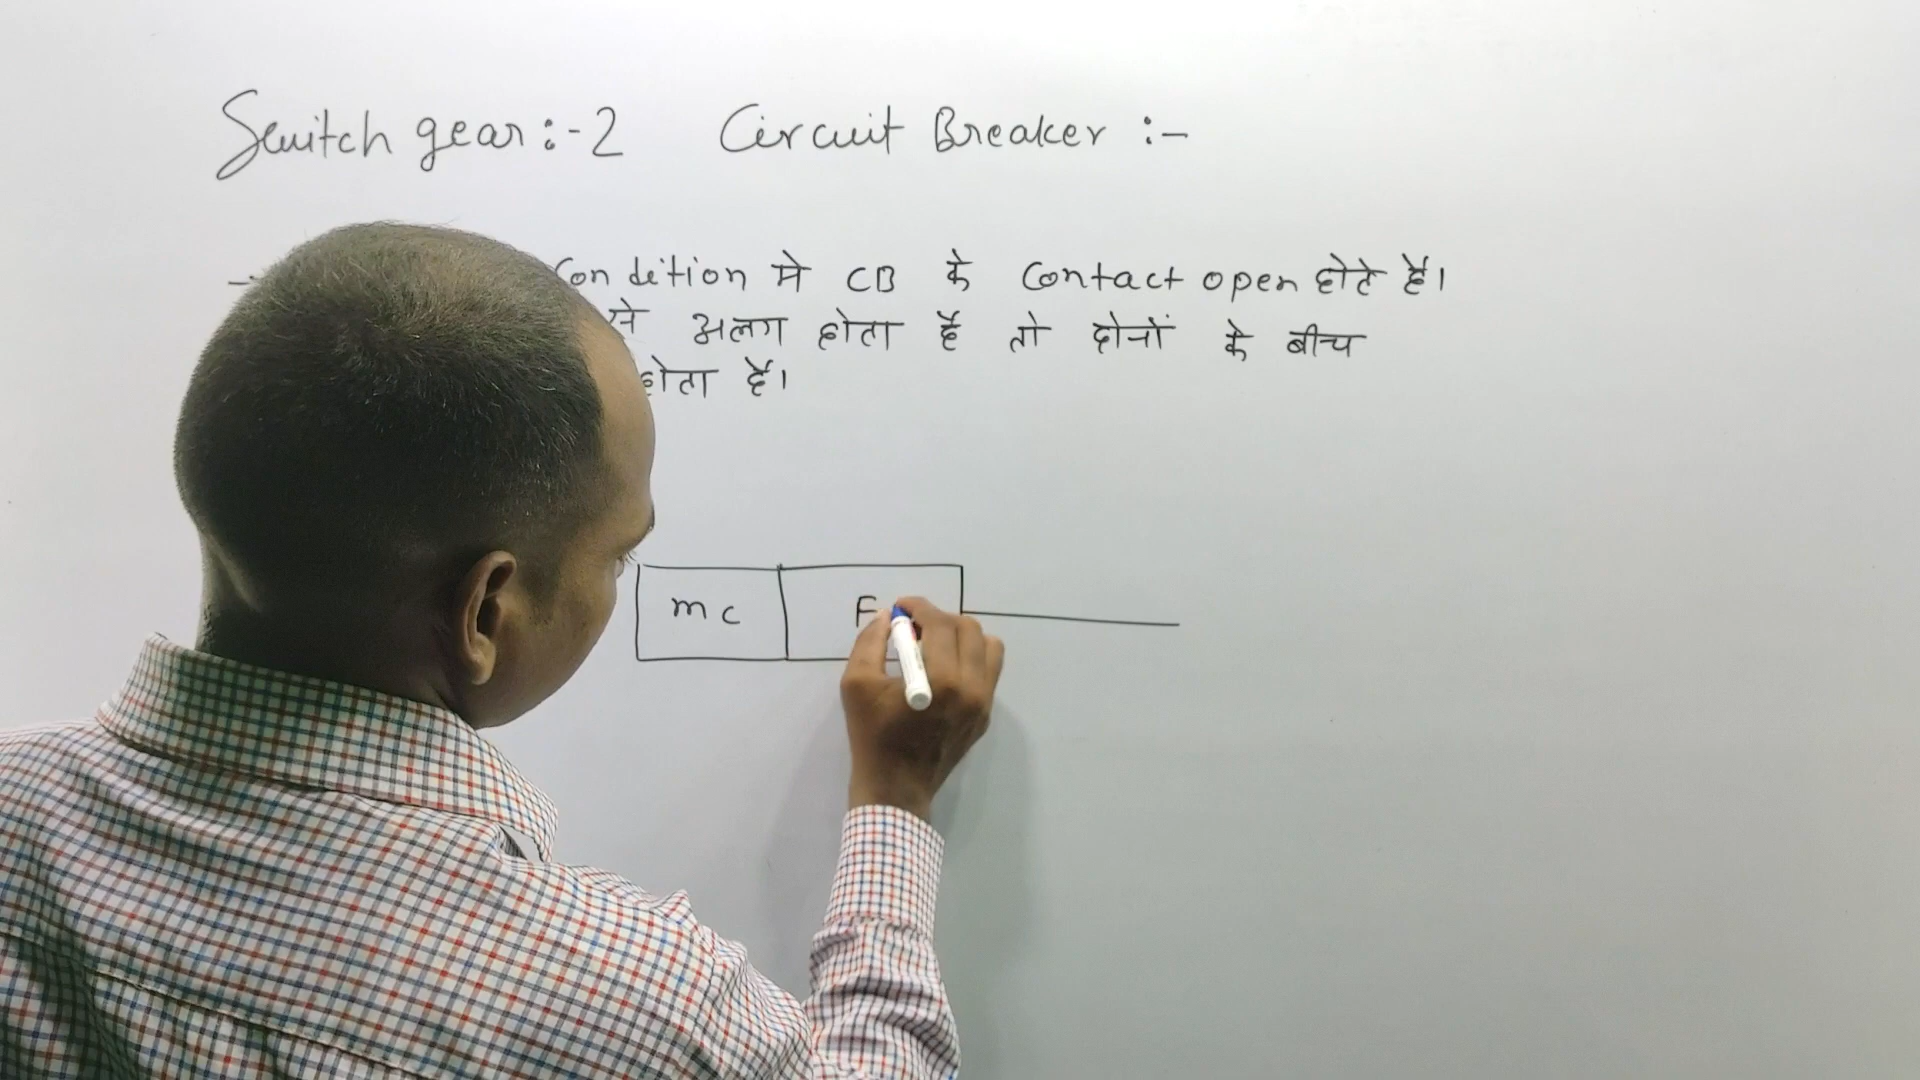 Switch gear:-2 Circuit Breaker :-
Condition मे CB के Contact open होते हैं।
से अलग होता है तो दोनों के बीच
होता है।
mc F